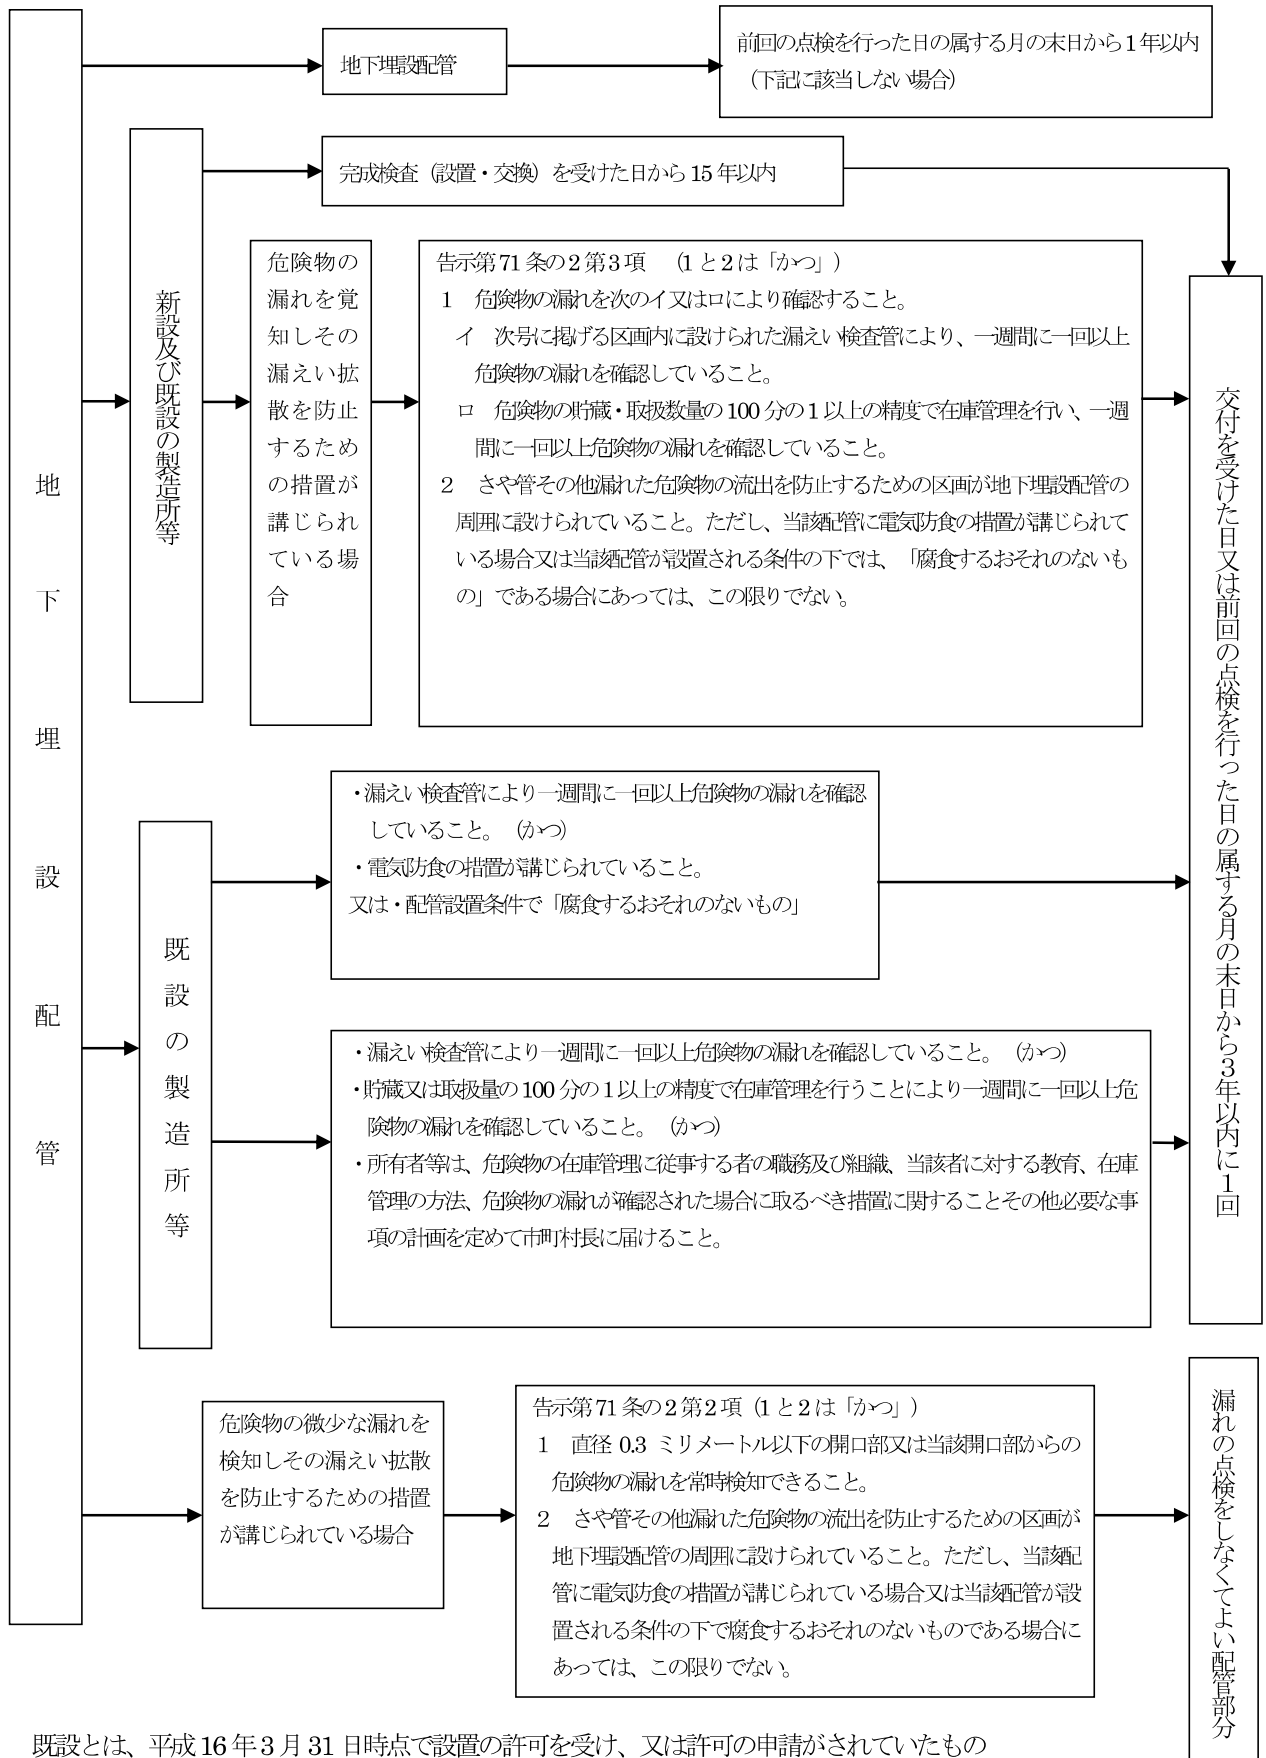 地下埋設配管
地下埋設配管
前回の点検を行った日の属する月の末日から1年以内
（下記に該当しない場合）
新設及び既設の製造所等
完成検査（設置・交換）を受けた日から15年以内
危険物の
漏れを覚
知しその
漏えい拡
散を防止
するため
の措置が
講じられ
ている場
合
告示第71条の2第3項　（1と2は「かつ」）
1　危険物の漏れを次のイ又はロにより確認すること。
イ　次号に掲げる区画内に設けられた漏えい検査管により、一週間に一回以上
危険物の漏れを確認していること。
ロ　危険物の貯蔵・取扱数量の100分の1以上の精度で在庫管理を行い、一週
間に一回以上危険物の漏れを確認していること。
2　さや管その他漏れた危険物の流出を防止するための区画が地下埋設配管の
周囲に設けられていること。ただし、当該配管に電気防食の措置が講じられて
いる場合又は当該配管が設置される条件の下では、「腐食するおそれのないも
の」である場合にあっては、この限りでない。
交付を受けた日又は前回の点検を行った日の属する月の末日から3年以内に1回
既設の製造所等
・漏えい検査管により一週間に一回以上危険物の漏れを確認
していること。（かつ）
・電気防食の措置が講じられていること。
又は・配管設置条件で「腐食するおそれのないもの」
・漏えい検査管により一週間に一回以上危険物の漏れを確認していること。（かつ）
・貯蔵又は取扱量の100分の1以上の精度で在庫管理を行うことにより一週間に一回以上危
険物の漏れを確認していること。（かつ）
・所有者等は、危険物の在庫管理に従事する者の職務及び組織、当該者に対する教育、在庫
管理の方法、危険物の漏れが確認された場合に取るべき措置に関することその他必要な事
項の計画を定めて市町村長に届けること。
危険物の微少な漏れを
検知しその漏えい拡散
を防止するための措置
が講じられている場合
告示第71条の2第2項（1と2は「かつ」）
1　直径 0.3 ミリメートル以下の開口部又は当該開口部からの
危険物の漏れを常時検知できること。
2　さや管その他漏れた危険物の流出を防止するための区画が
地下埋設配管の周囲に設けられていること。ただし、当該配
管に電気防食の措置が講じられている場合又は当該配管が設
置される条件の下で腐食するおそれのないものである場合に
あっては、この限りでない。
漏れの点検をしなくてよい配管部分
既設とは、平成16年3月31日時点で設置の許可を受け、又は許可の申請がされていたもの